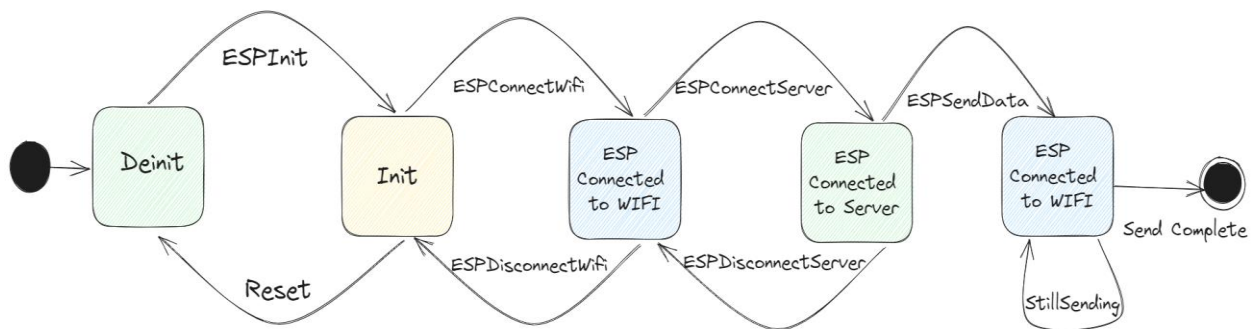 ESPInit
ESPConnectWifi
ESPConnectServer
ESPSendData
Deinit
Init
ESP
Connected
to WIFI
ESP
Connected
to Server
ESP
Connected
to WIFI
Send Complete
Reset
ESPDisconnectWifi
ESPDisconnectServer
StillSending